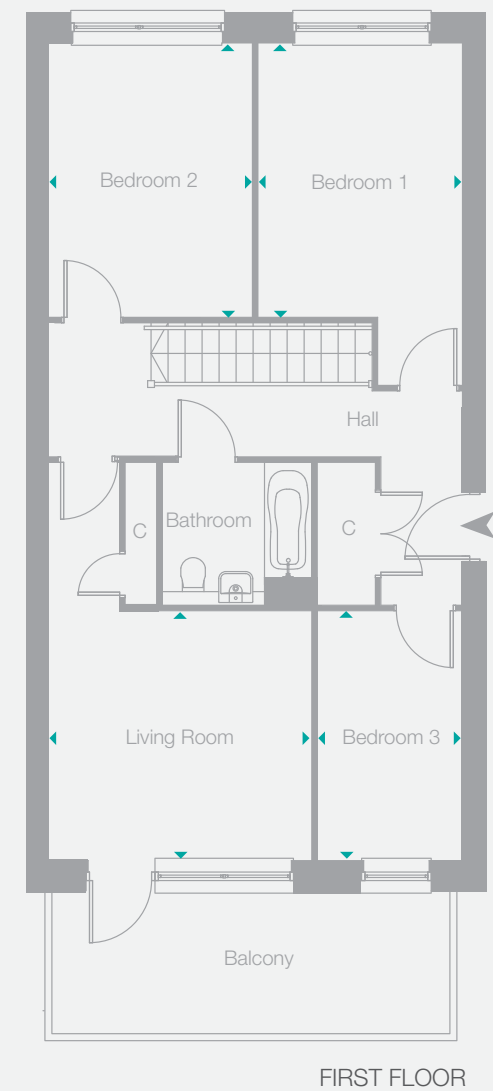 Bedroom 2
Bedroom 1
Hall
Bathroom
C
C
Living Room
Bedroom 3
Balcony
FIRST FLOOR